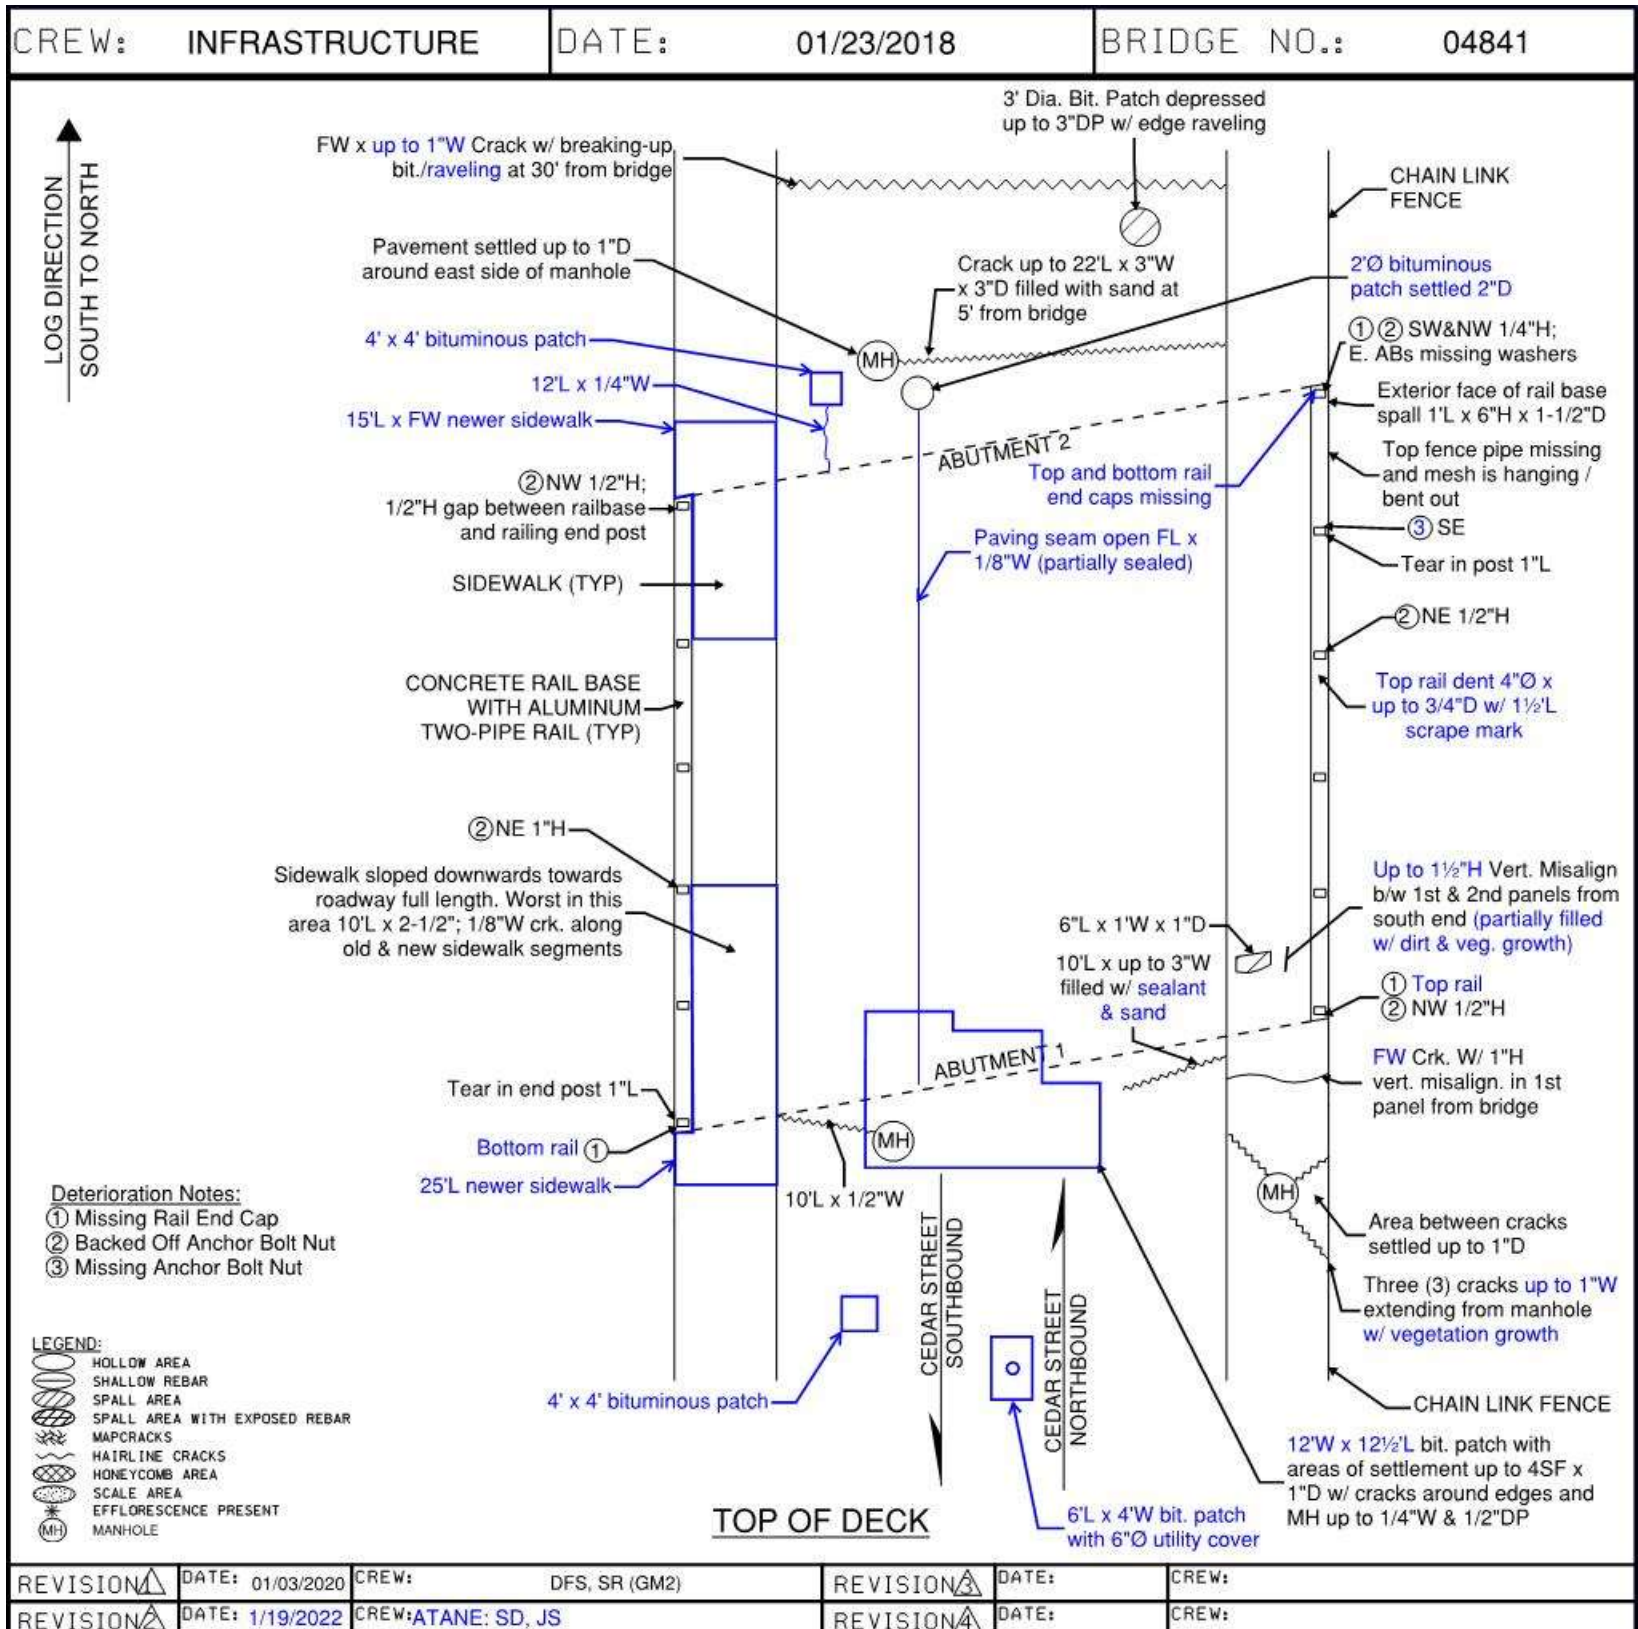 CREW: INFRASTRUCTURE DATE: 01/23/2018 BRIDGE NO.: 04841
LOG DIRECTION
SOUTH TO NORTH
FW x up to 1"W Crack w/ breaking-up
bit./raveling at 30' from bridge
3' Dia. Bit. Patch depressed
up to 3"DP w/ edge raveling
CHAIN LINK
FENCE
Pavement settled up to 1"D
around east side of manhole
Crack up to 22'L x 3"W
x 3"D filled with sand at
5' from bridge
2'Ø bituminous
patch settled 2"D
4' x 4' bituminous patch
MH
① ② SW&NW 1/4"H;
E. ABs missing washers
12'L x 1/4"W
15'L x FW newer sidewalk
Exterior face of rail base
spall 1'L x 6"H x 1-1/2"D
ABUTMENT 2
Top fence pipe missing
and mesh is hanging /
bent out
Top and bottom rail
end caps missing
② NW 1/2"H;
1/2"H gap between railbase
and railing end post
③ SE
Paving seam open FL x
1/8"W (partially sealed)
Tear in post 1"L
SIDEWALK (TYP)
② NE 1/2"H
CONCRETE RAIL BASE
WITH ALUMINUM
TWO-PIPE RAIL (TYP)
Top rail dent 4"Ø x
up to 3/4"D w/ 1½'L
scrape mark
② NE 1"H
Sidewalk sloped downwards towards
roadway full length. Worst in this
area 10'L x 2-1/2"; 1/8"W crk. along
old & new sidewalk segments
Up to 1½"H Vert. Misalign
b/w 1st & 2nd panels from
south end (partially filled
w/ dirt & veg. growth)
6"L x 1'W x 1"D
10'L x up to 3"W
filled w/ sealant
& sand
① Top rail
② NW 1/2"H
ABUTMENT 1
FW Crk. W/ 1"H
vert. misalign. in 1st
panel from bridge
Tear in end post 1"L
Bottom rail ①
MH
25'L newer sidewalk
10'L x 1/2"W
MH
Area between cracks
settled up to 1"D
Deterioration Notes:
① Missing Rail End Cap
② Backed Off Anchor Bolt Nut
③ Missing Anchor Bolt Nut
CEDAR STREET
SOUTHBOUND
CEDAR STREET
NORTHBOUND
Three (3) cracks up to 1"W
extending from manhole
w/ vegetation growth
4' x 4' bituminous patch
CHAIN LINK FENCE
LEGEND:
HOLLOW AREA
SHALLOW REBAR
SPALL AREA
SPALL AREA WITH EXPOSED REBAR
MAPCRACKS
HAIRLINE CRACKS
HONEYCOMB AREA
SCALE AREA
EFFLORESCENCE PRESENT
MH MANHOLE
12'W x 12½'L bit. patch with
areas of settlement up to 4SF x
1"D w/ cracks around edges and
MH up to 1/4"W & 1/2"DP
6'L x 4'W bit. patch
with 6"Ø utility cover
TOP OF DECK
REVISION 1 DATE: 01/03/2020 CREW: DFS, SR (GM2) REVISION 3 DATE: CREW:
REVISION 2 DATE: 1/19/2022 CREW: ATANE: SD, JS REVISION 4 DATE: CREW: